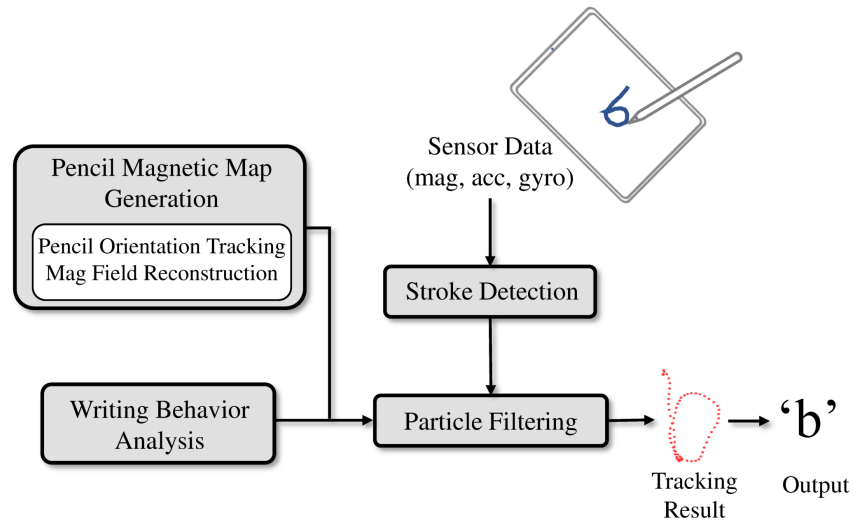 Sensor Data
(mag, acc, gyro)
Pencil Magnetic Map
Generation
Pencil Orientation Tracking
Mag Field Reconstruction
Stroke Detection
Writing Behavior
Analysis
Particle Filtering
‘b’
Tracking
Result
Output